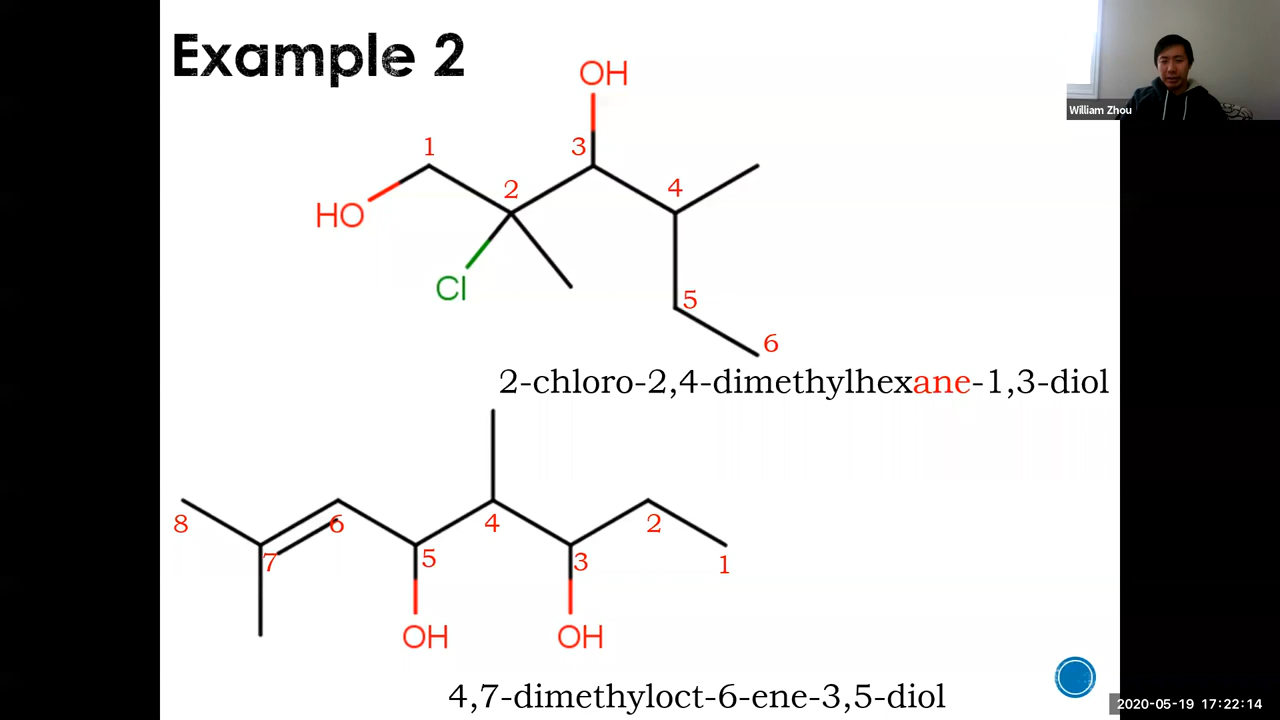 Example 2
William Zhou
OH
1
3
2
4
HO
Cl
5
6
2-chloro-2,4-dimethylhexane-1,3-diol
8
6
4
2
7
5
3
1
OH
OH
4,7-dimethyloct-6-ene-3,5-diol
2020-05-19 17:22:14